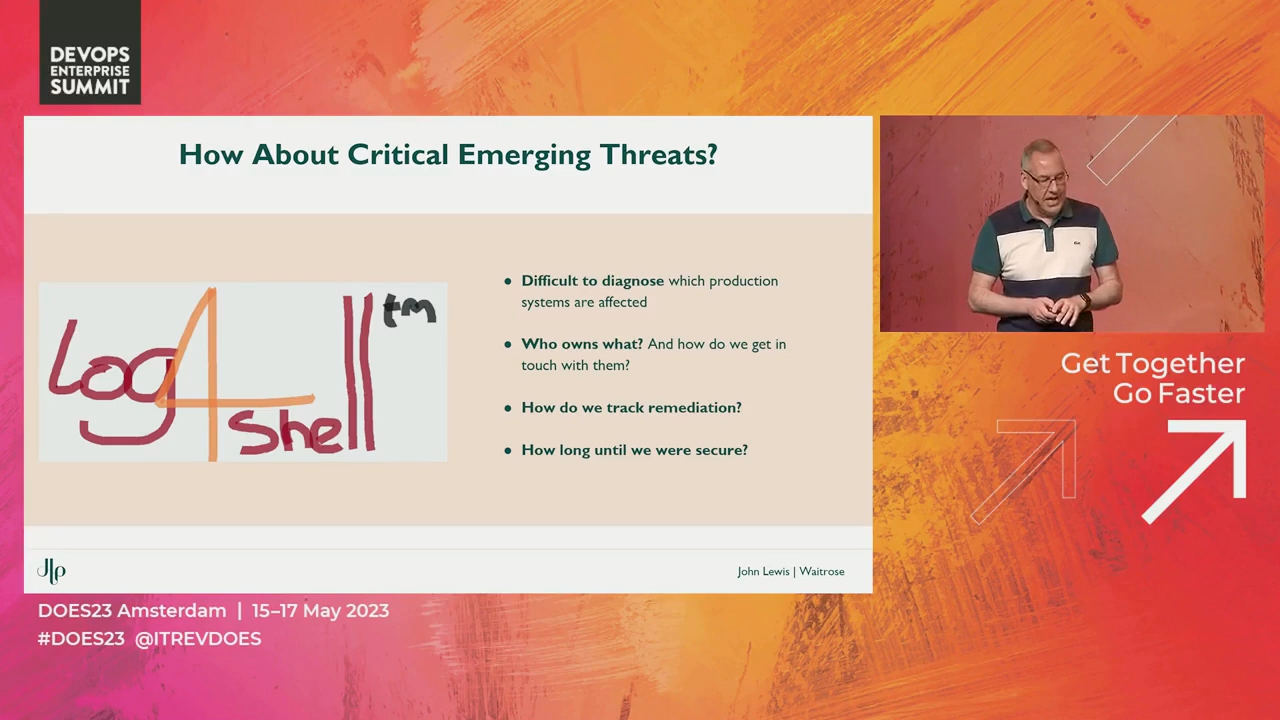 DEVOPS
ENTERPRISE
SUMMIT
How About Critical Emerging Threats?
Log4Shell tm
● Difficult to diagnose which production
systems are affected
● Who owns what? And how do we get in
touch with them?
● How do we track remediation?
● How long until we were secure?
Jlp
John Lewis | Waitrose
Get Together
Go Faster
DOES23 Amsterdam | 15–17 May 2023
#DOES23 @ITREVDOES